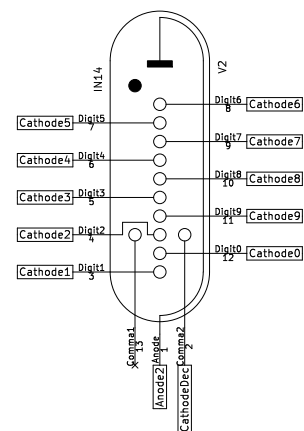 IN14
V2
Digit6
8
Cathode6
Cathode5
Digit5
7
Digit7
9
Cathode7
Cathode4
Digit4
6
Digit8
10
Cathode8
Cathode3
Digit3
5
Digit9
11
Cathode9
Cathode2
Digit2
4
Digit0
12
Cathode0
Cathode1
Digit1
3
Comma1
13
Anode
1
Comma2
2
Anode2
CathodeDec